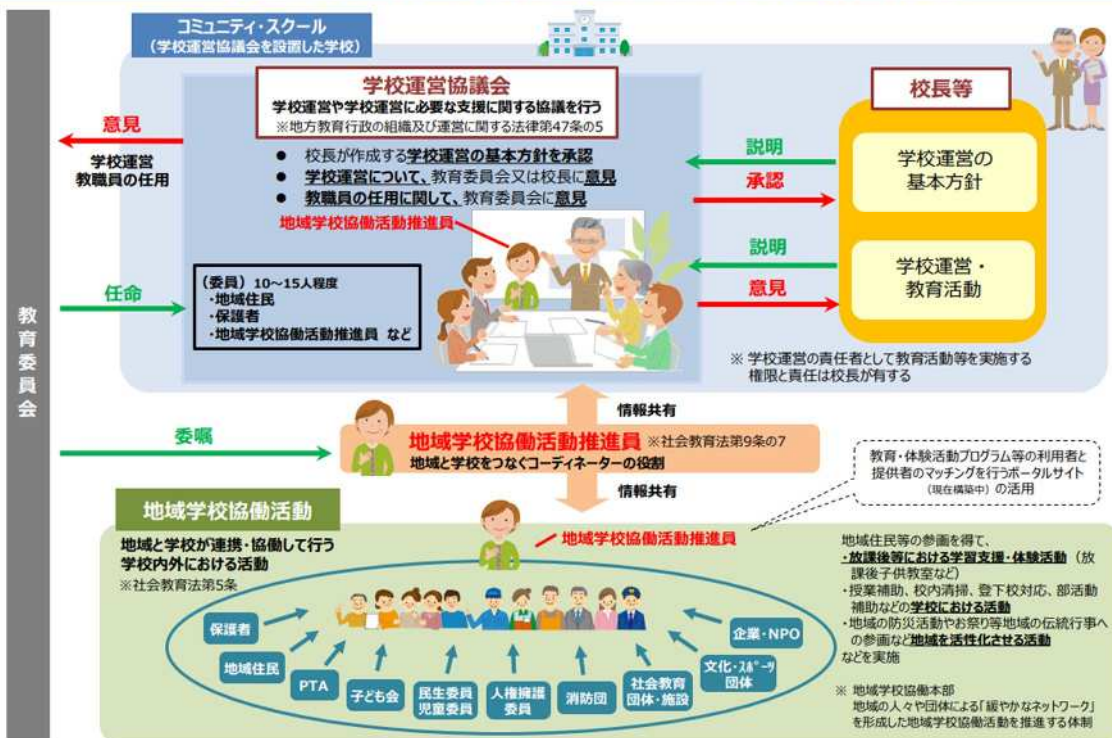 コミュニティ・スクール
(学校運営協議会を設置した学校)
学校運営協議会
学校運営や学校運営に必要な支援に関する協議を行う
※地方教育行政の組織及び運営に関する法律第47条の5
● 校長が作成する学校運営の基本方針を承認
● 学校運営について、教育委員会又は校長に意見
● 教職員の任用に関して、教育委員会に意見
地域学校協働活動推進員
(委員) 10~15人程度
・地域住民
・保護者
・地域学校協働活動推進員 など
意見
学校運営
教職員の任用
任命
教育委員会
校長等
学校運営の
基本方針
説明
承認
学校運営・
教育活動
説明
意見
※ 学校運営の責任者として教育活動等を実施する
権限と責任は校長が有する
情報共有
委嘱
地域学校協働活動推進員 ※社会教育法第9条の7
地域と学校をつなぐコーディネーターの役割
情報共有
教育・体験活動プログラム等の利用者と
提供者のマッチングを行うポータルサイト
(現在構築中)の活用
地域学校協働活動
地域と学校が連携・協働して行う
学校内外における活動
※社会教育法第5条
地域学校協働活動推進員
保護者
地域住民
PTA
子ども会
民生委員
児童委員
人権擁護
委員
消防団
社会教育
団体・施設
文化・スポーツ
団体
企業・NPO
地域住民等の参画を得て、
・放課後等における学習支援・体験活動(放
課後子供教室など)
・授業補助、校内清掃、登下校対応、部活動
補助などの学校における活動
・地域の防災活動やお祭り等地域の伝統行事へ
の参画など地域を活性化させる活動
などを実施
※ 地域学校協働本部
地域の人々や団体による「緩やかなネットワーク」
を形成した地域学校協働活動を推進する体制